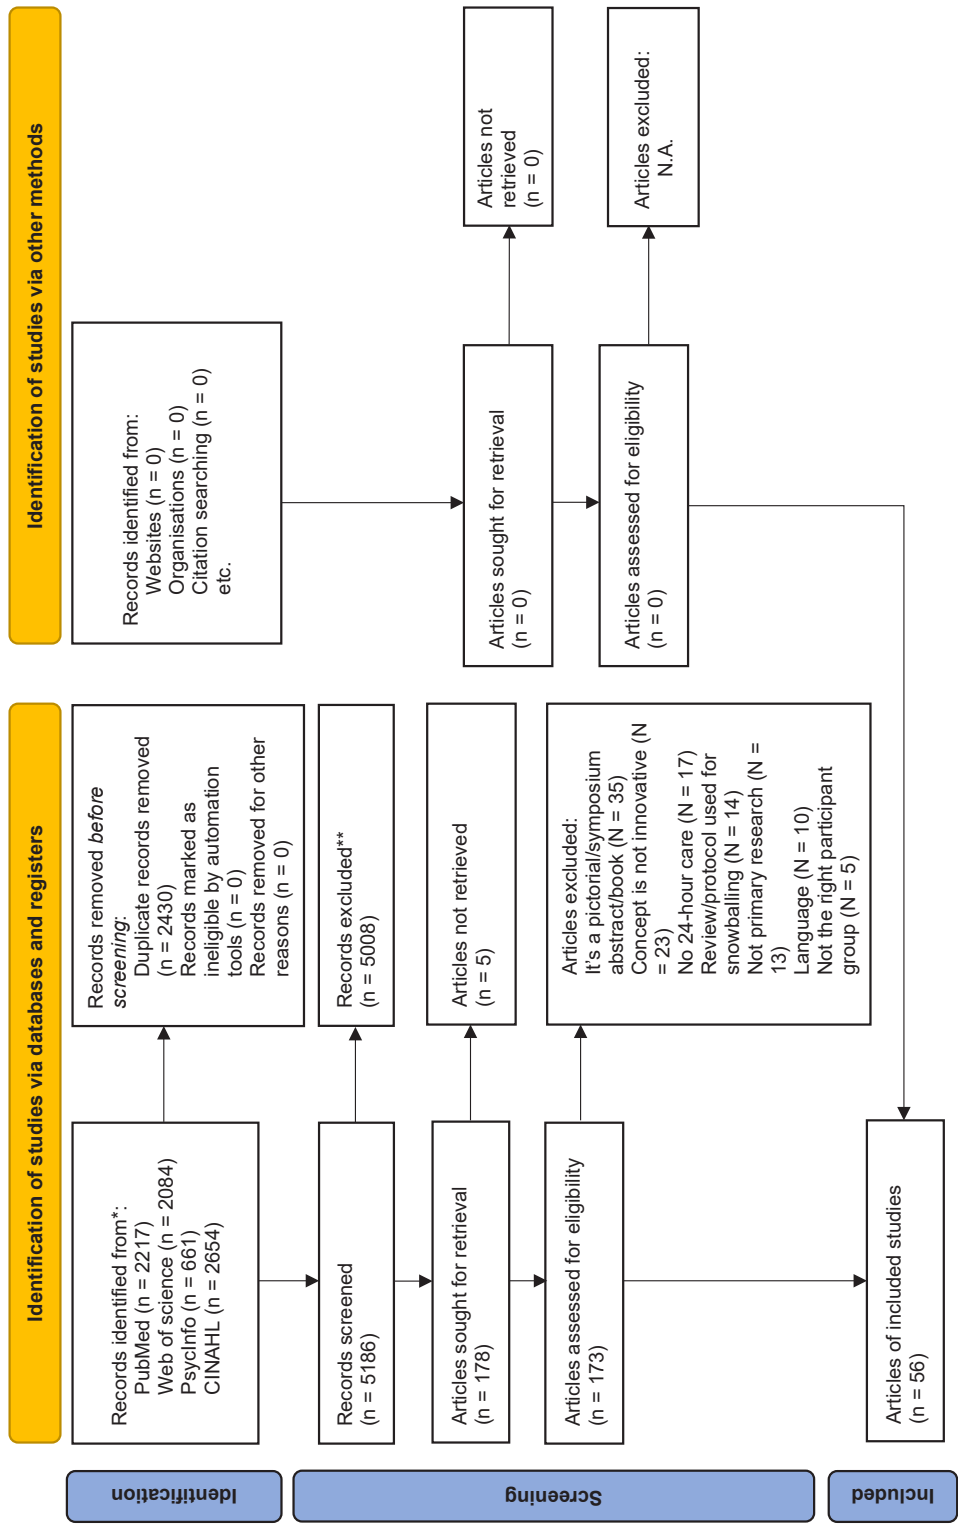 Identification of studies via databases and registers
Identification of studies via other methods
Identification
Screening
Included
Records identified from*:
PubMed (n = 2217)
Web of science (n = 2084)
PsycInfo (n = 661)
CINAHL (n = 2654)
Records removed before
screening:
Duplicate records removed
(n = 2430)
Records marked as
ineligible by automation
tools (n = 0)
Records removed for other
reasons (n = 0)
Records screened
(n = 5186)
Records excluded**
(n = 5008)
Articles sought for retrieval
(n = 178)
Articles not retrieved
(n = 5)
Articles assessed for eligibility
(n = 173)
Articles excluded:
It's a pictorial/symposium
abstract/book (N = 35)
Concept is not innovative (N
= 23)
No 24-hour care (N = 17)
Review/protocol used for
snowballing (N = 14)
Not primary research (N =
13)
Language (N = 10)
Not the right participant
group (N = 5)
Articles of included studies
(n = 56)
Records identified from:
Websites (n = 0)
Organisations (n = 0)
Citation searching (n = 0)
etc.
Articles sought for retrieval
(n = 0)
Articles not
retrieved
(n = 0)
Articles assessed for eligibility
(n = 0)
Articles excluded:
N.A.